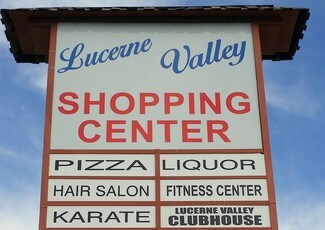 Lucerne Valley
SHOPPING
CENTER
PIZZA LIQUOR
HAIR SALON FITNESS CENTER
KARATE LUCERNE VALLEY
CLUBHOUSE